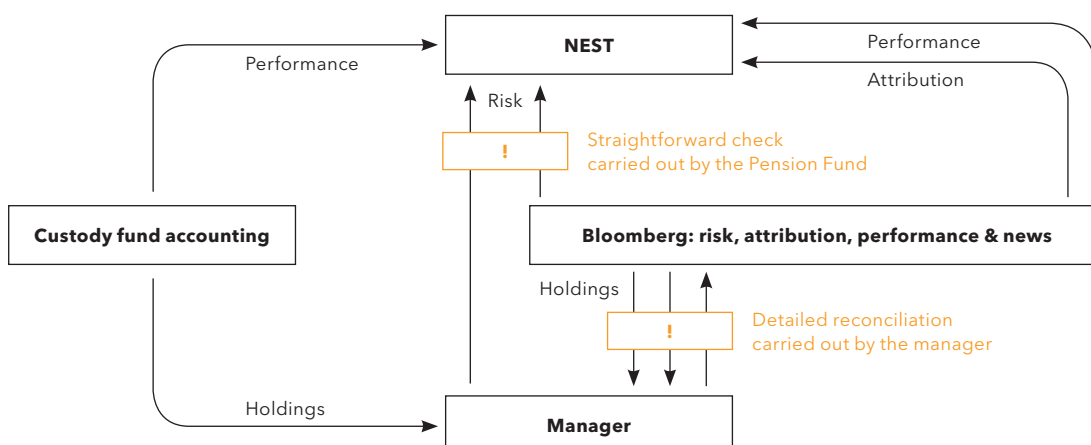 NEST
Performance
Performance
Attribution
Risk
!
Straightforward check
carried out by the Pension Fund
Custody fund accounting
Bloomberg: risk, attribution, performance & news
Holdings
!
Detailed reconciliation
carried out by the manager
Holdings
Manager